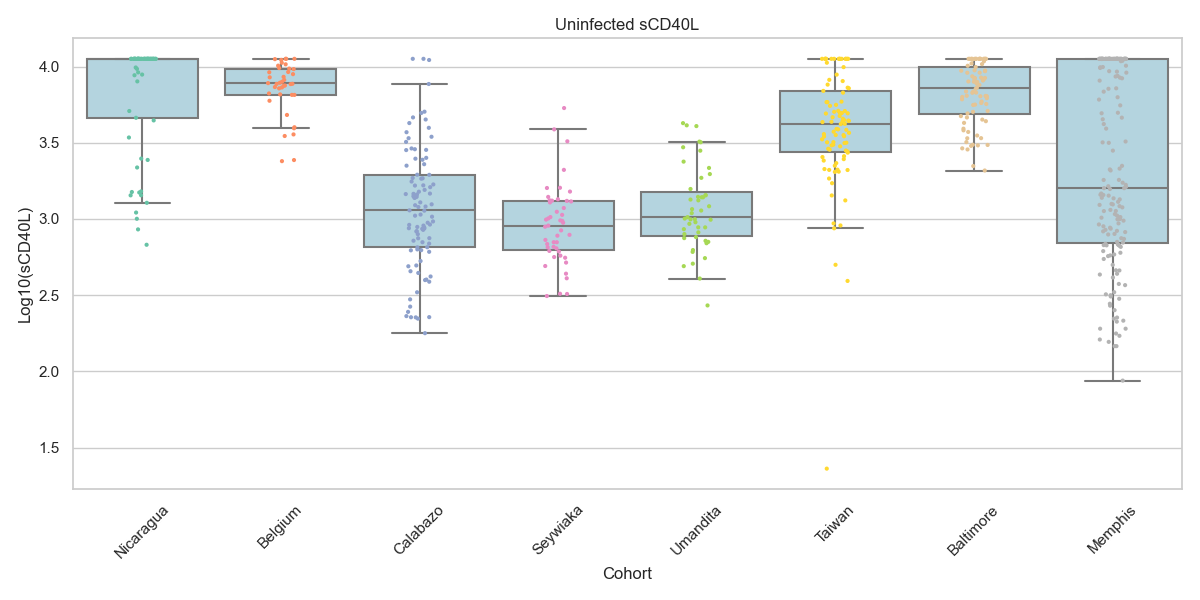 Uninfected sCD40L
Log10(sCD40L)
4.0
3.5
3.0
2.5
2.0
1.5
Nicaragua
Belgium
Calabazo
Seywiaka
Umandita
Taiwan
Baltimore
Memphis
Cohort